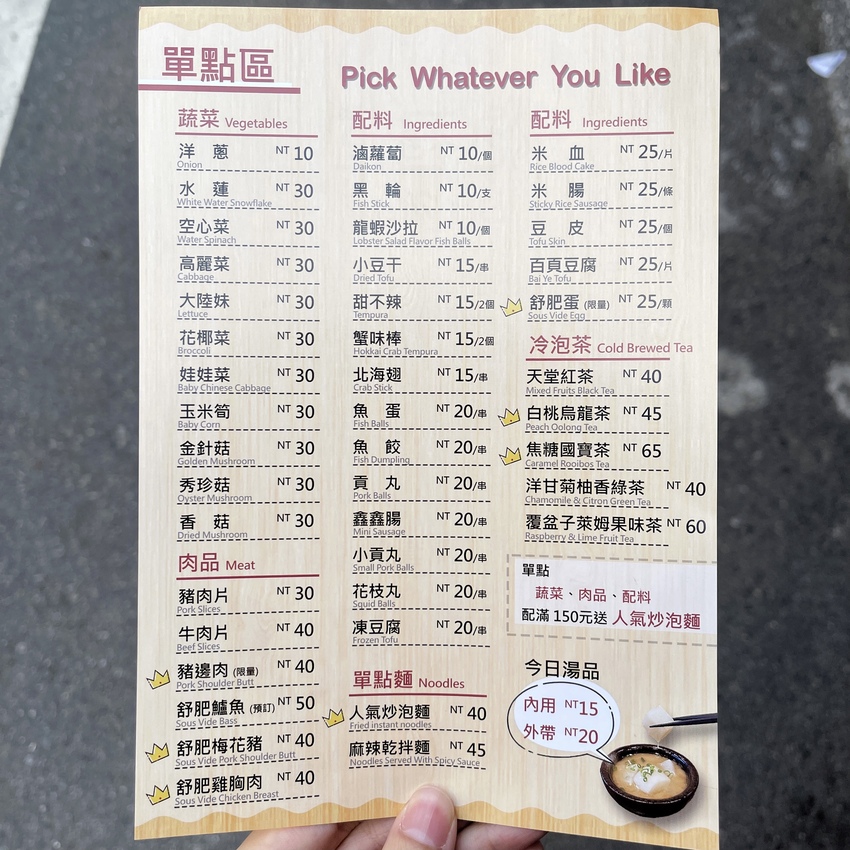 單點區
Pick Whatever You Like
蔬菜 Vegetables
洋 蔥 NT 10
Onion
水 蓮 NT 30
White Water Snowflake
空心菜 NT 30
Water Spinach
高麗菜 NT 30
Cabbage
大陸妹 NT 30
Lettuce
花椰菜 NT 30
Broccoli
娃娃菜 NT 30
Baby Chinese Cabbage
玉米筍 NT 30
Baby Corn
金針菇 NT 30
Golden Mushroom
秀珍菇 NT 30
Oyster Mushroom
香 菇 NT 30
Dried Mushroom
肉品 Meat
豬肉片 NT 30
Pork Slices
牛肉片 NT 40
Beef Slices
豬邊肉 (限量) NT 40
Pork Shoulder Butt
舒肥鱸魚 (預訂) NT 50
Sous Vide Bass
舒肥梅花豬 NT 40
Sous Vide Pork Shoulder Butt
舒肥雞胸肉 NT 40
Sous Vide Chicken Breast
配料 Ingredients
滷蘿蔔 NT 10/個
Daikon
黑 輪 NT 10/支
Fish Stick
龍蝦沙拉 NT 10/個
Lobster Salad Flavor Fish Balls
小豆干 NT 15/串
Dried Tofu
甜不辣 NT 15/2個
Tempura
蟹味棒 NT 15/2個
Hokkai Crab Tempura
北海翅 NT 15/串
Crab Stick
魚 蛋 NT 20/串
Fish Balls
魚 餃 NT 20/串
Fish Dumpling
貢 丸 NT 20/串
Pork Balls
鑫鑫腸 NT 20/串
Mini Sausage
小貢丸 NT 20/串
Small Pork Balls
花枝丸 NT 20/串
Squid Balls
凍豆腐 NT 20/串
Frozen Tofu
單點麵 Noodles
人氣炒泡麵 NT 40
Fried instant noodles
麻辣乾拌麵 NT 45
Noodles Served With Spicy Sauce
配料 Ingredients
米 血 NT 25/片
Rice Blood Cake
米 腸 NT 25/條
Sticky Rice Sausage
豆 皮 NT 25/個
Tofu Skin
百頁豆腐 NT 25/片
Bai Ye Tofu
舒肥蛋 (限量) NT 25/顆
Sous Vide Egg
冷泡茶 Cold Brewed Tea
天堂紅茶 NT 40
Mixed Fruits Black Tea
白桃烏龍茶 NT 45
Peach Oolong Tea
焦糖國寶茶 NT 65
Caramel Rooibos Tea
洋甘菊柚香綠茶 NT 40
Chamomile & Citron Green Tea
覆盆子萊姆果味茶 NT 60
Raspberry & Lime Fruit Tea
單點
蔬菜、肉品、配料
配滿 150元送 人氣炒泡麵
今日湯品
內用 NT15
外帶 NT20